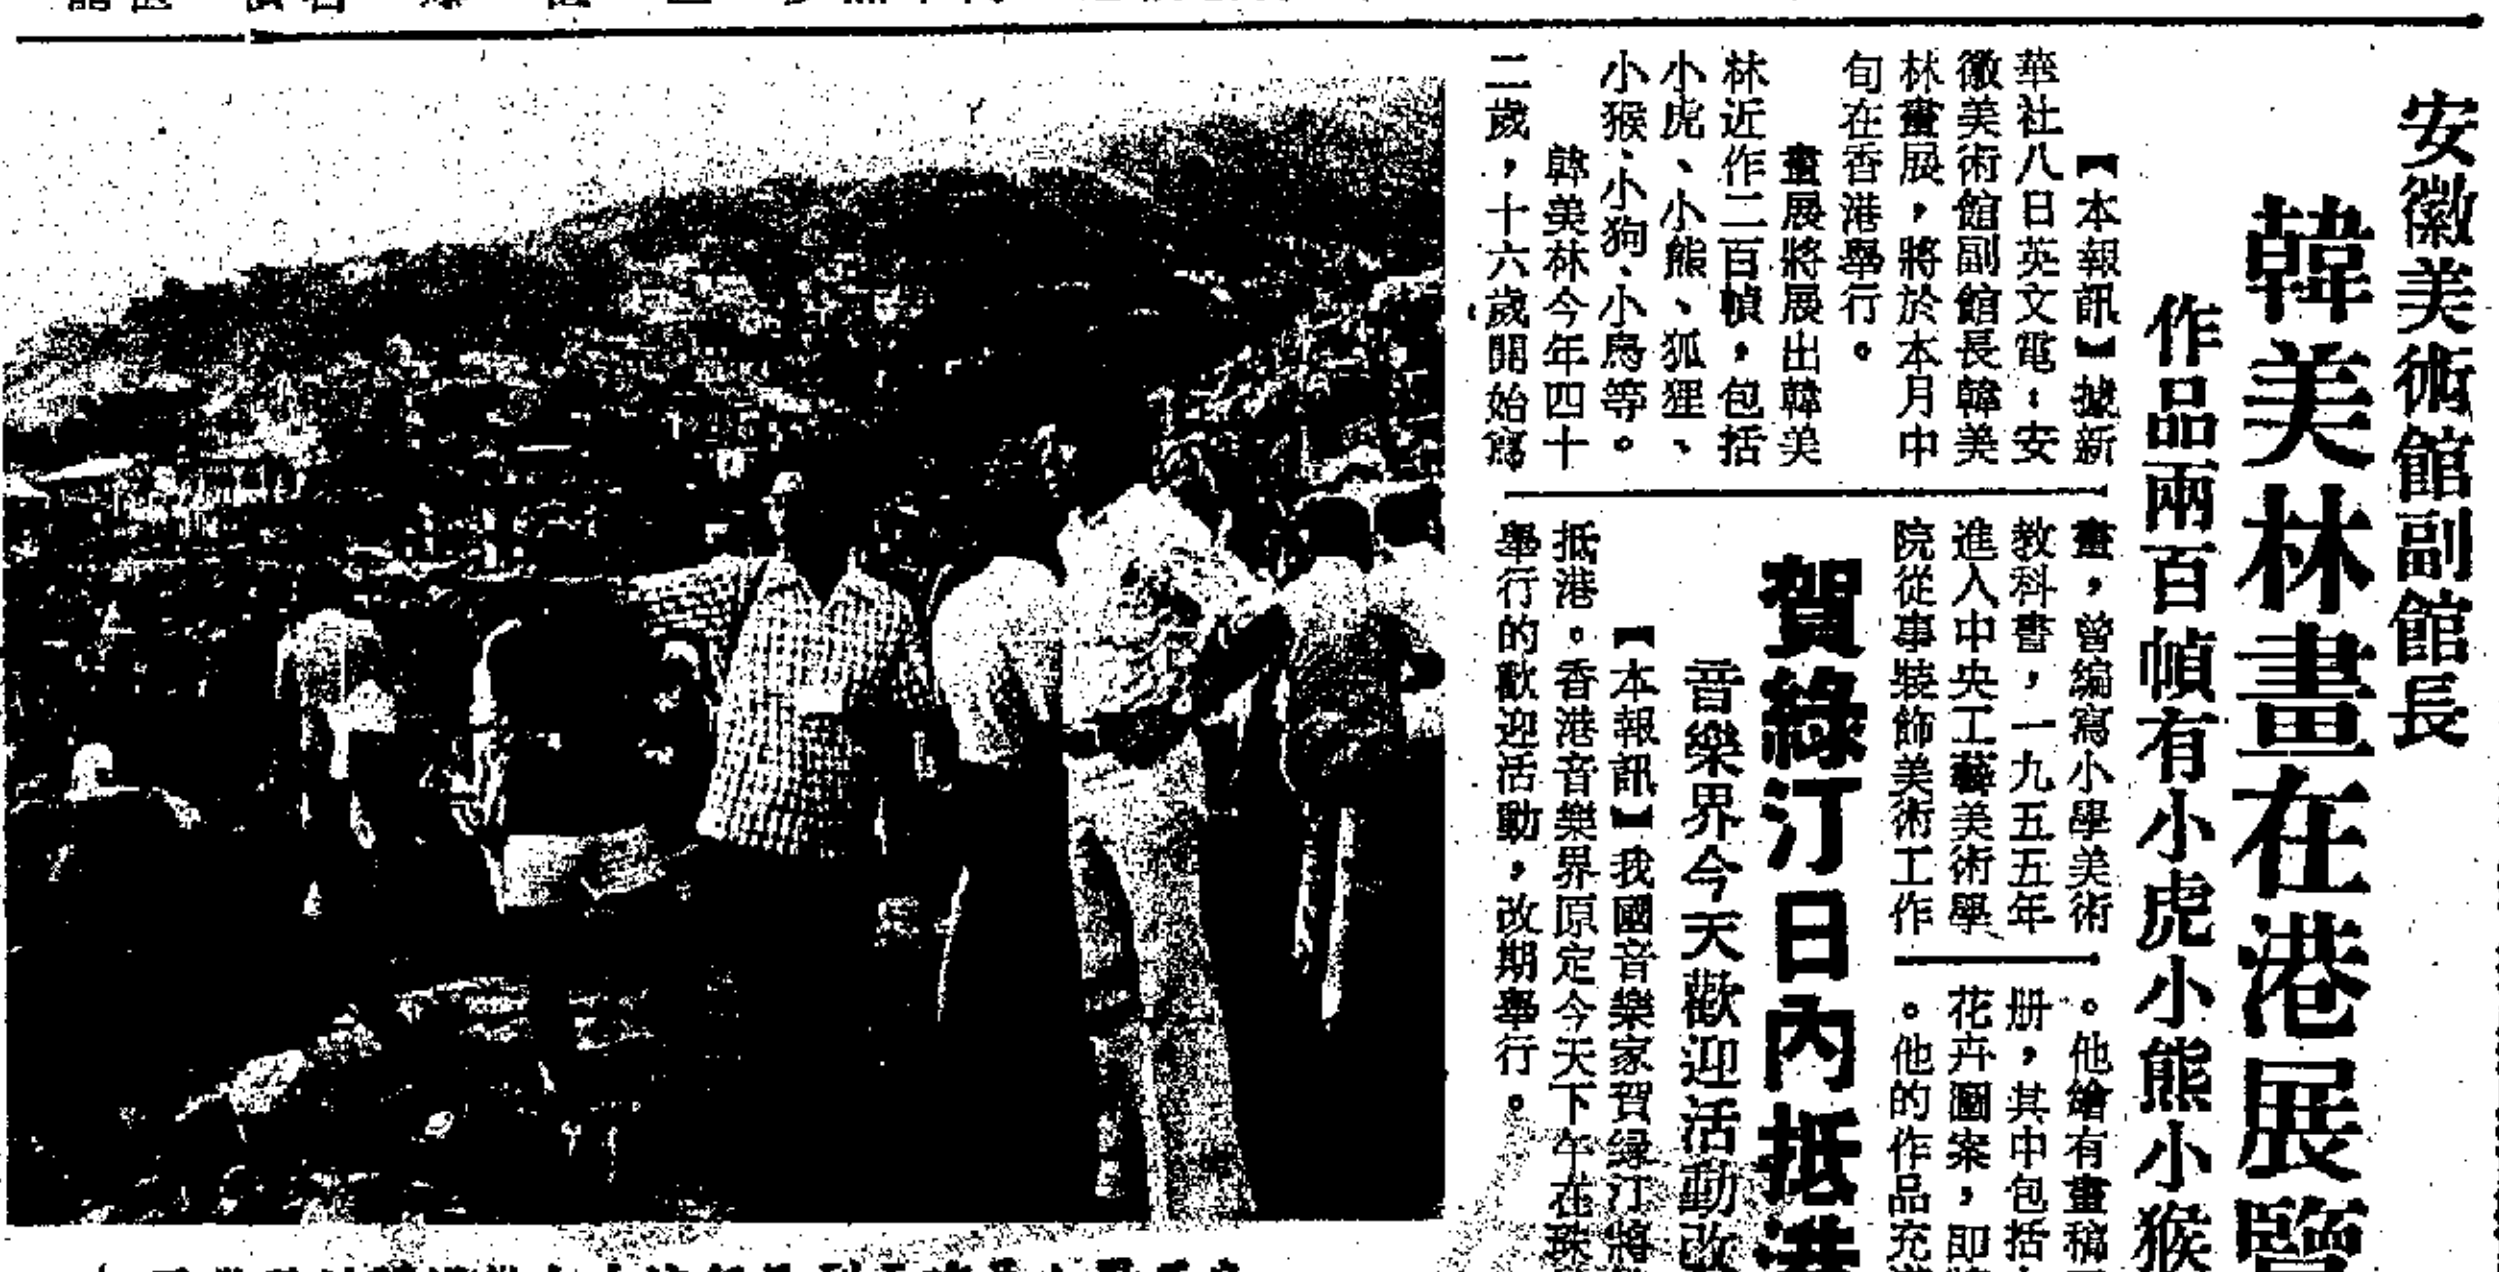 安徽美術館副館長
韓美林畫在港展覽
作品兩百幀有小虎小熊小猴
【本報訊】據新
華社八日英文電:安
徽美術館副館長韓美
林畫展,將於本月中
旬在香港舉行。
畫展將展出韓美
林近作二百幀,包括
小虎、小熊、狐狸、
小猴、小狗、小鳥等。
韓美林今年四十
二歲,十六歲開始寫
畫,曾編寫小學美術
教科書,一九五五年
進入中央工藝美術學
院從事裝飾美術工作
。他繪有畫稿
册,其中包括
花卉圖案,即
。他的作品充
賀綠汀日內抵港
音樂界今天歡迎活動改
【本報訊】我國音樂家賀綠汀將
抵港。香港音樂界原定今天下午在
舉行的歡迎活動,改期舉行。